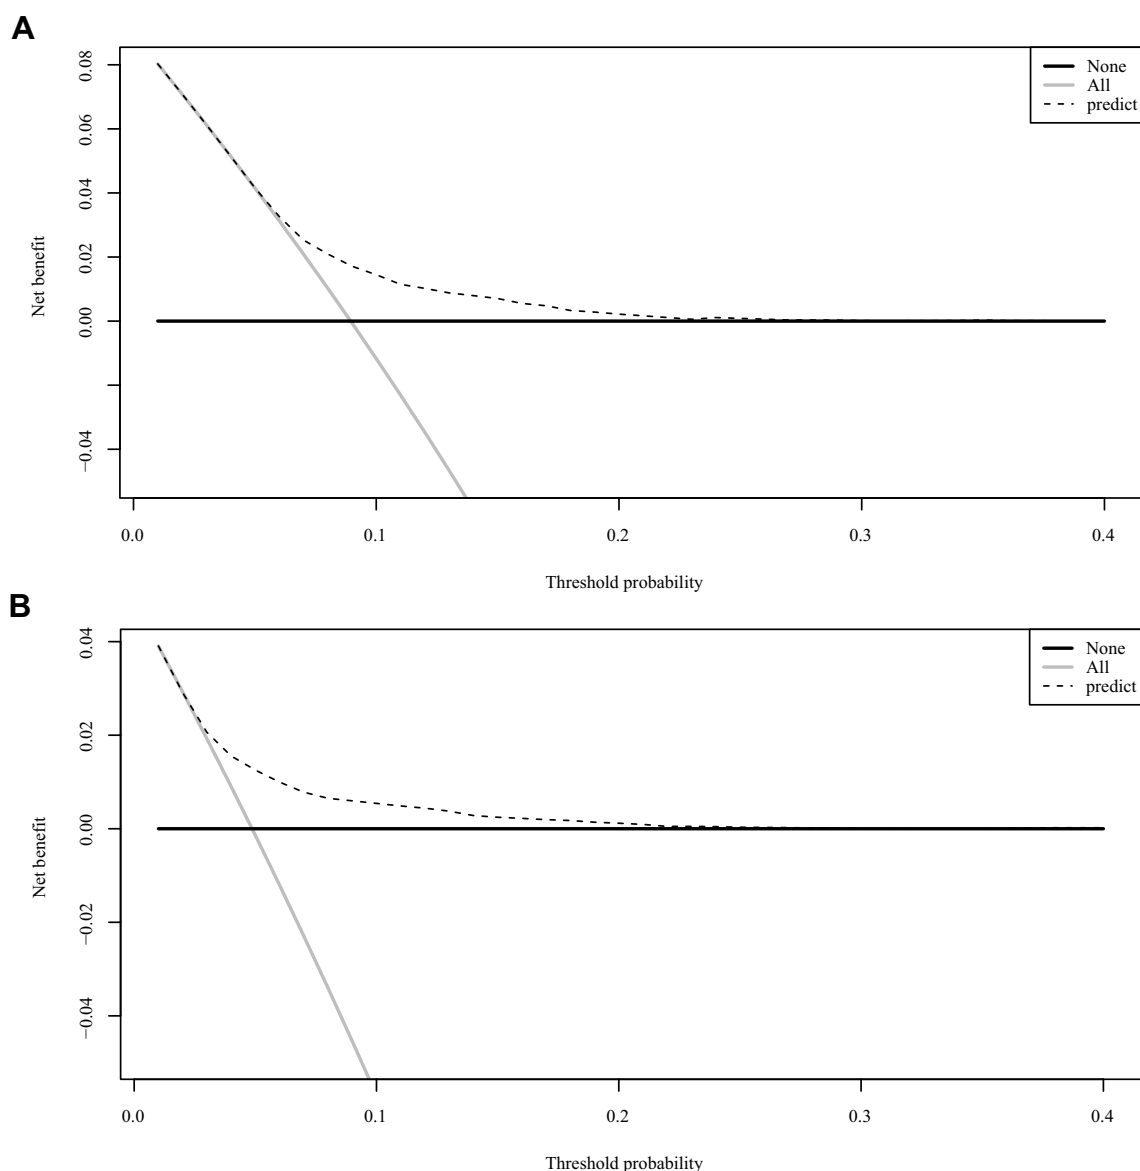 A
None
All
predict
0.08
0.06
0.04
0.02
0.00
−0.04
Net benefit
0.0 0.1 0.2 0.3 0.4
Threshold probability
B
None
All
predict
0.04
0.02
0.00
−0.02
−0.04
Net benefit
0.0 0.1 0.2 0.3 0.4
Threshold probability